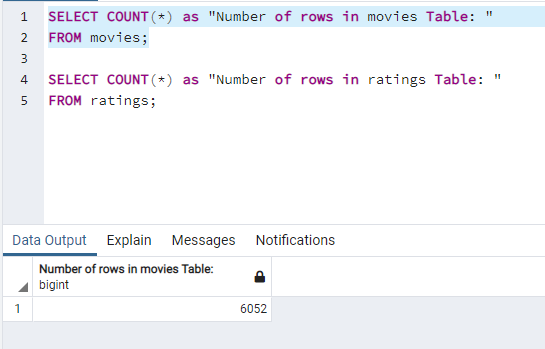 1 SELECT COUNT(*) as "Number of rows in movies Table: "
2 FROM movies;
3
4 SELECT COUNT(*) as "Number of rows in ratings Table: "
5 FROM ratings;
Data Output Explain Messages Notifications
Number of rows in movies Table:
bigint
1 6052